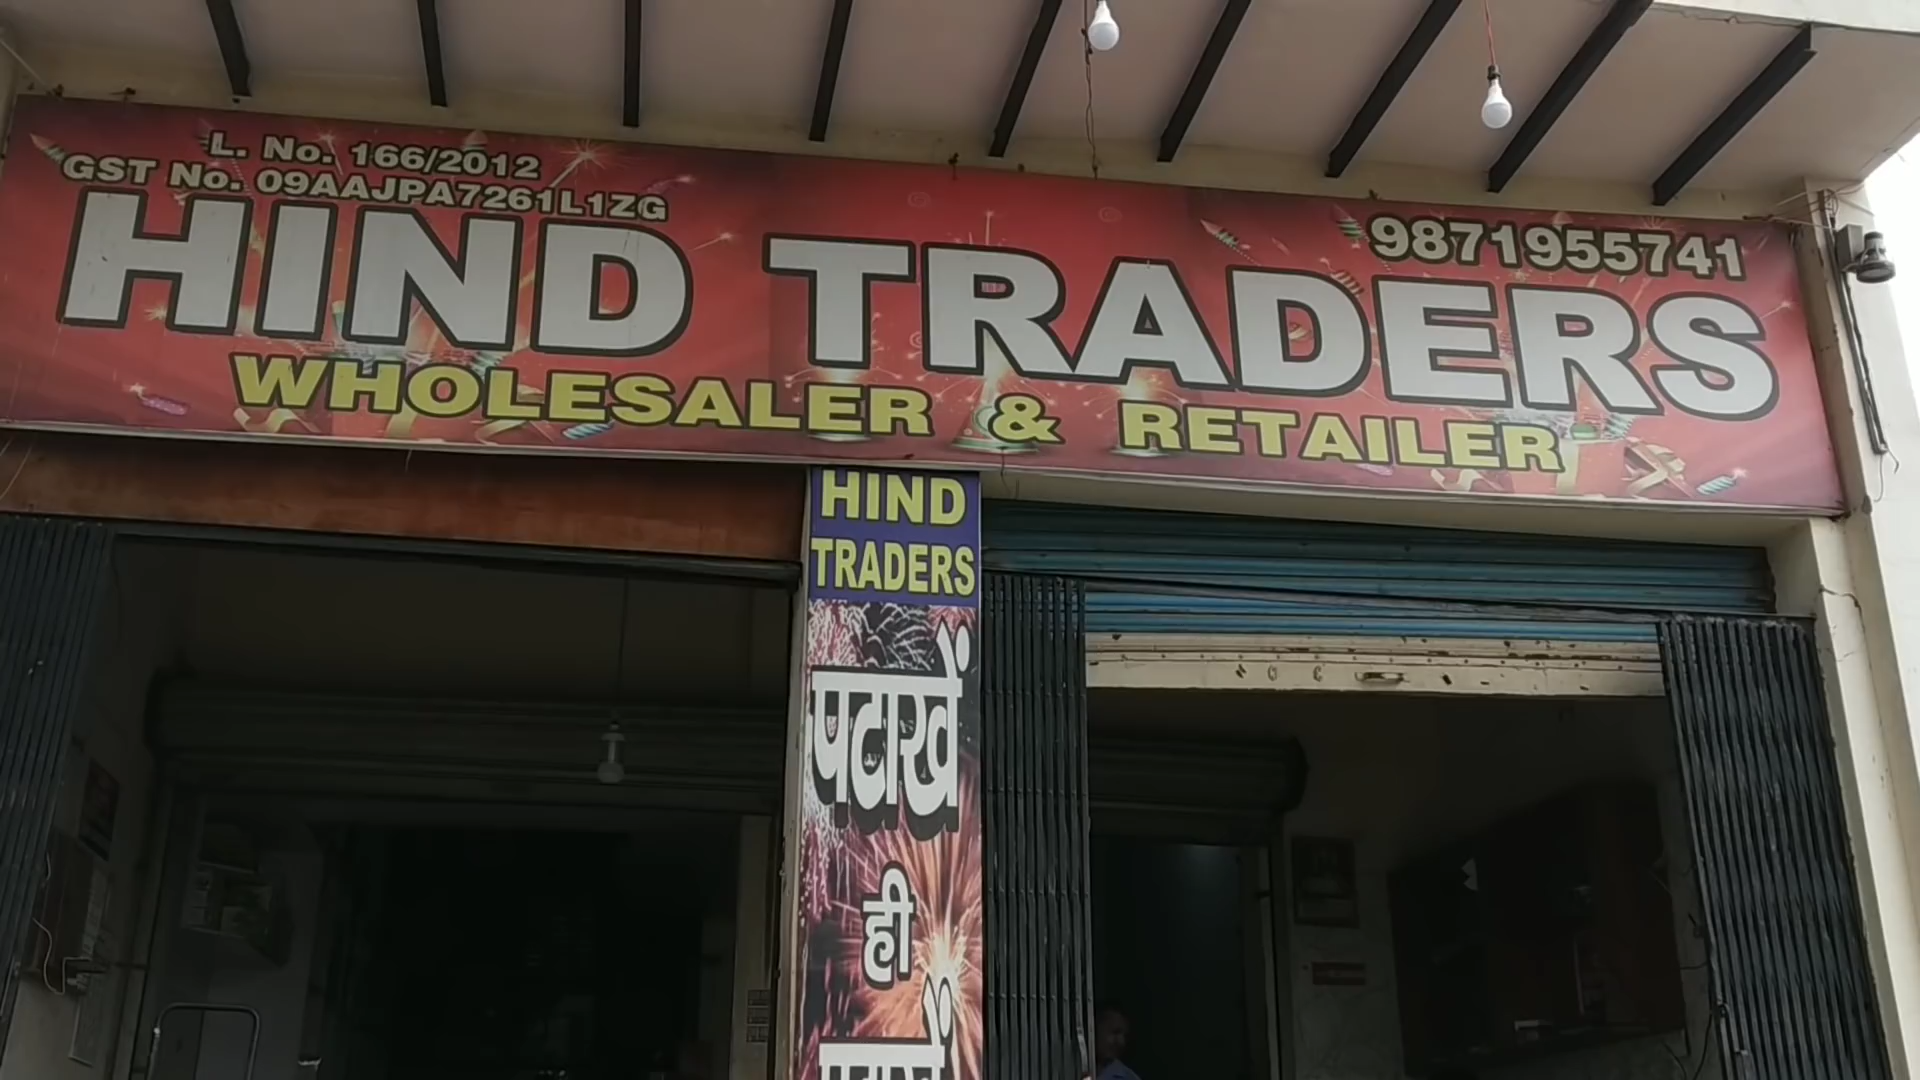 L. No. 166/2012
GST No. 09AAJPA7261L1ZG
9871955741
HIND TRADERS
WHOLESALER & RETAILER
HIND
TRADERS
पटाखें
ही